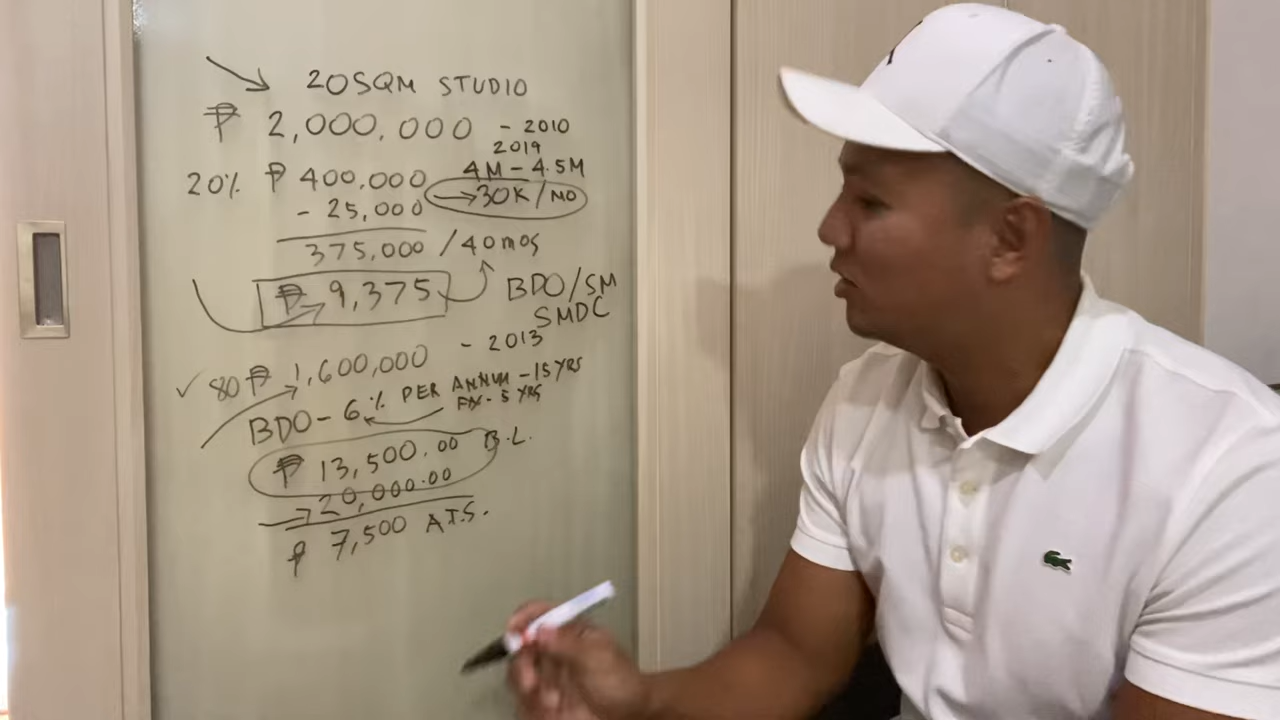 20SQM STUDIO
₱ 2,000,000 - 2010
2019
4M - 4.5M
20% ₱ 400,000
→ 30K/MO
- 25,000
375,000 / 40 mos
₱ 9,375
BDO/SM
SMDC
✓ 80 ₱ 1,600,000 - 2013
BDO - 6% PER ANNUM - 15 YRS
FIX - 5 YRS
₱ 13,500.00 B.L.
→ 20,000.00
₱ 7,500 A.T.S.